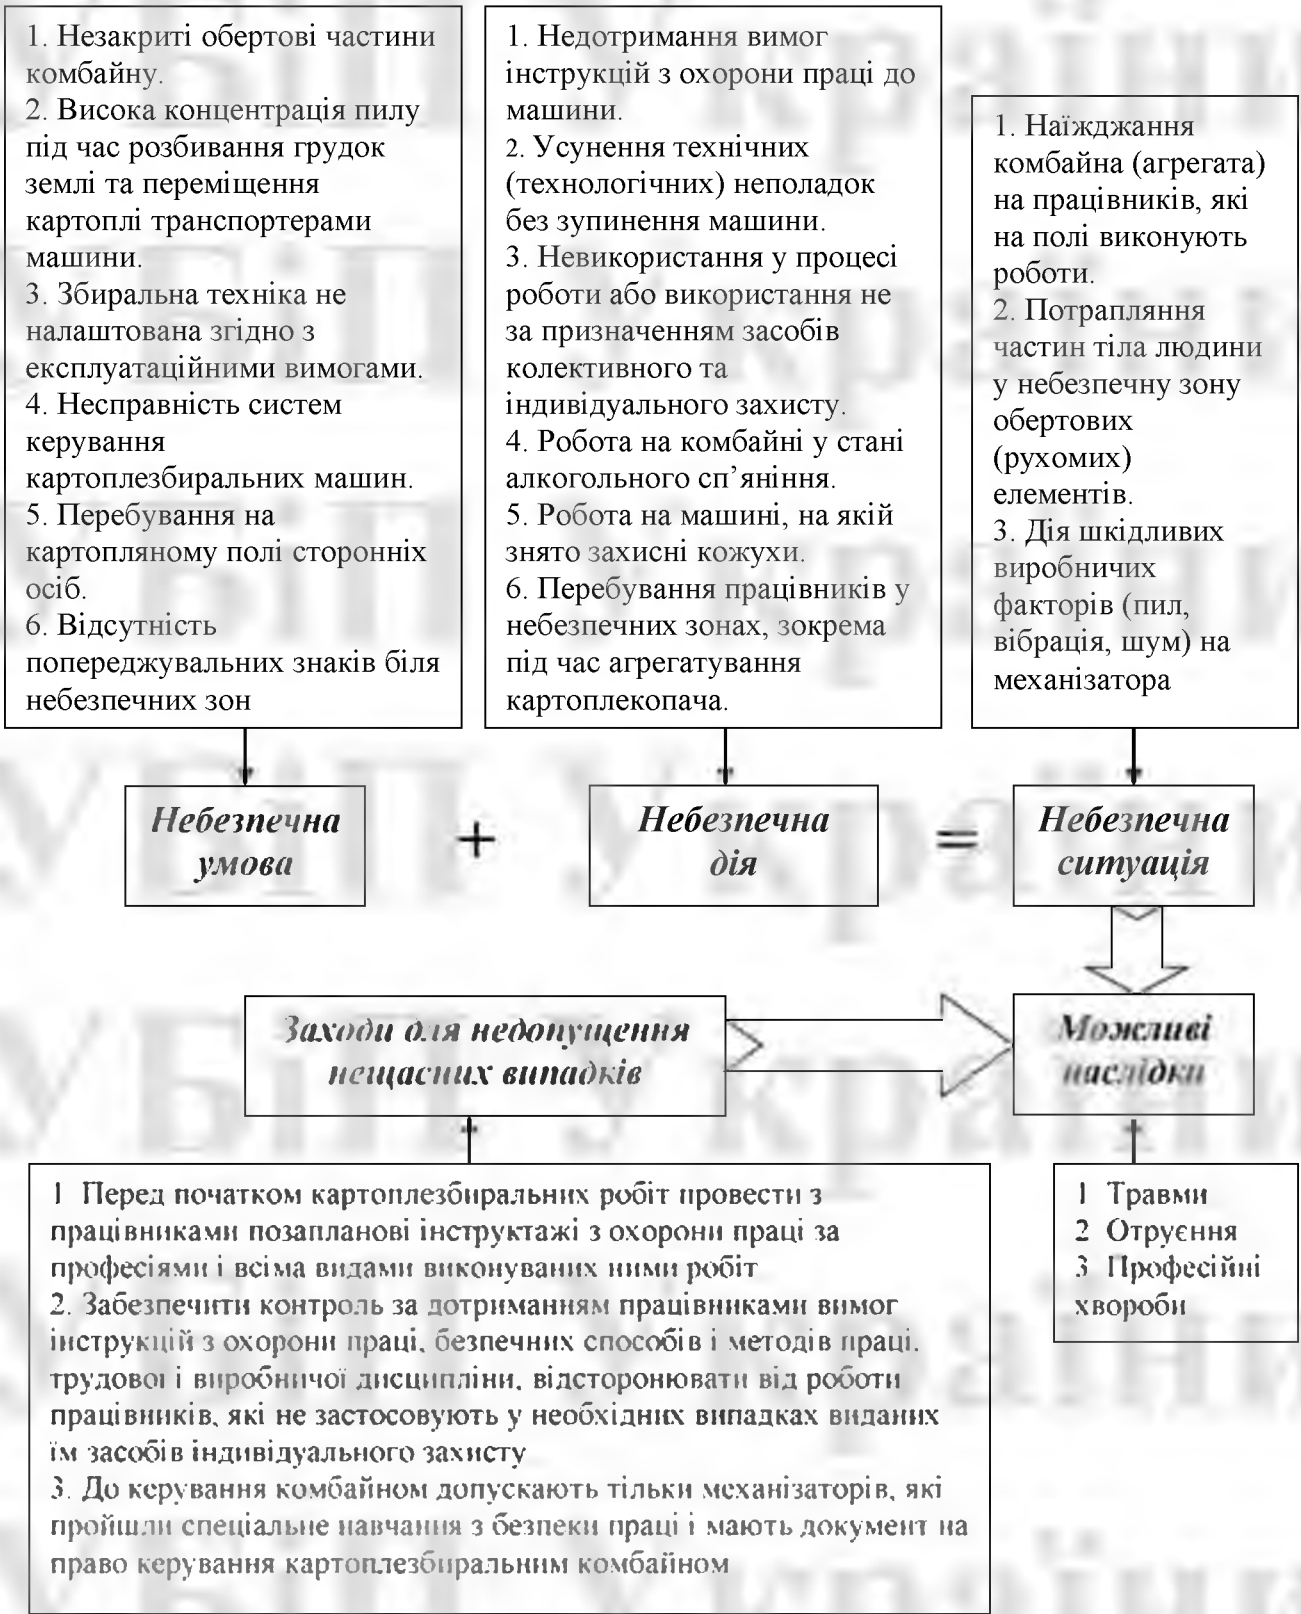 1. Незакриті обертові частини
комбайну.
2. Висока концентрація пилу
під час розбивання грудок
землі та переміщення
картоплі транспортерами
машини.
3. Збиральна техніка не
налаштована згідно з
експлуатаційними вимогами.
4. Несправність систем
керування
картоплезбиральних машин.
5. Перебування на
картопляному полі сторонніх
осіб.
6. Відсутність
попереджувальних знаків біля
небезпечних зон
1. Недотримання вимог
інструкцій з охорони праці до
машини.
2. Усунення технічних
(технологічних) неполадок
без зупинення машини.
3. Невикористання у процесі
роботи або використання не
за призначенням засобів
колективного та
індивідуального захисту.
4. Робота на комбайні у стані
алкогольного сп’яніння.
5. Робота на машині, на якій
знято захисні кожухи.
6. Перебування працівників у
небезпечних зонах, зокрема
під час агрегатування
картоплекопача.
1. Наїжджання
комбайна (агрегата)
на працівників, які
на полі виконують
роботи.
2. Потрапляння
частин тіла людини
у небезпечну зону
обертових
(рухомих)
елементів.
3. Дія шкідливих
виробничих
факторів (пил,
вібрація, шум) на
механізатора
Небезпечна
умова
+
Небезпечна
дія
=
Небезпечна
ситуація
Заходи для недопущення
нещасних випадків
Можливі
наслідки
1 Перед початком картоплезбиральних робіт провести з
працівниками позапланові інструктажі з охорони праці за
професіями і всіма видами виконуваних ними робіт
2. Забезпечити контроль за дотриманням працівниками вимог
інструкцій з охорони праці, безпечних способів і методів праці,
трудової і виробничої дисципліни, відсторонювати від роботи
працівників, які не застосовують у необхідних випадках виданих
їм засобів індивідуального захисту
3. До керування комбайном допускають тільки механізаторів, які
пройшли спеціальне навчання з безпеки праці і мають документ на
право керування картоплезбиральним комбайном
1 Травми
2 Отруєння
3 Професійні
хвороби